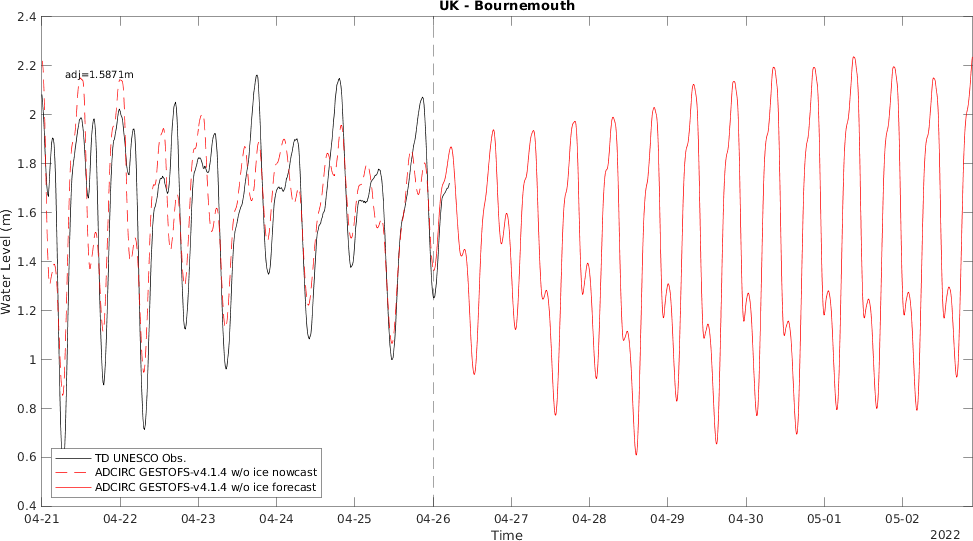 UK - Bournemouth
2.4
2.2
2
1.8
1.6
1.4
1.2
1
0.8
0.6
0.4
Water Level (m)
adj=1.5871m
TD UNESCO Obs.
ADCIRC GESTOFS-v4.1.4 w/o ice nowcast
ADCIRC GESTOFS-v4.1.4 w/o ice forecast
04-21 04-22 04-23 04-24 04-25 04-26 04-27 04-28 04-29 04-30 05-01 05-02
Time
2022